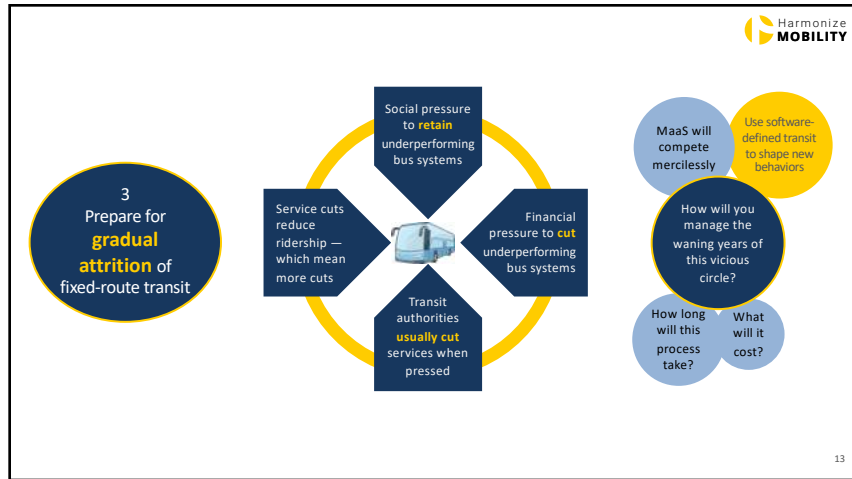 Harmonize
MOBILITY
3
Prepare for
gradual
attrition of
fixed-route transit
Social pressure
to retain
underperforming
bus systems
Service cuts
reduce
ridership —
which mean
more cuts
Financial
pressure to cut
underperforming
bus systems
Transit
authorities
usually cut
services when
pressed
MaaS will
compete
mercilessly
Use software-
defined transit
to shape new
behaviors
How will you
manage the
waning years of
this vicious
circle?
How long
will this
process
take?
What
will it
cost?
13